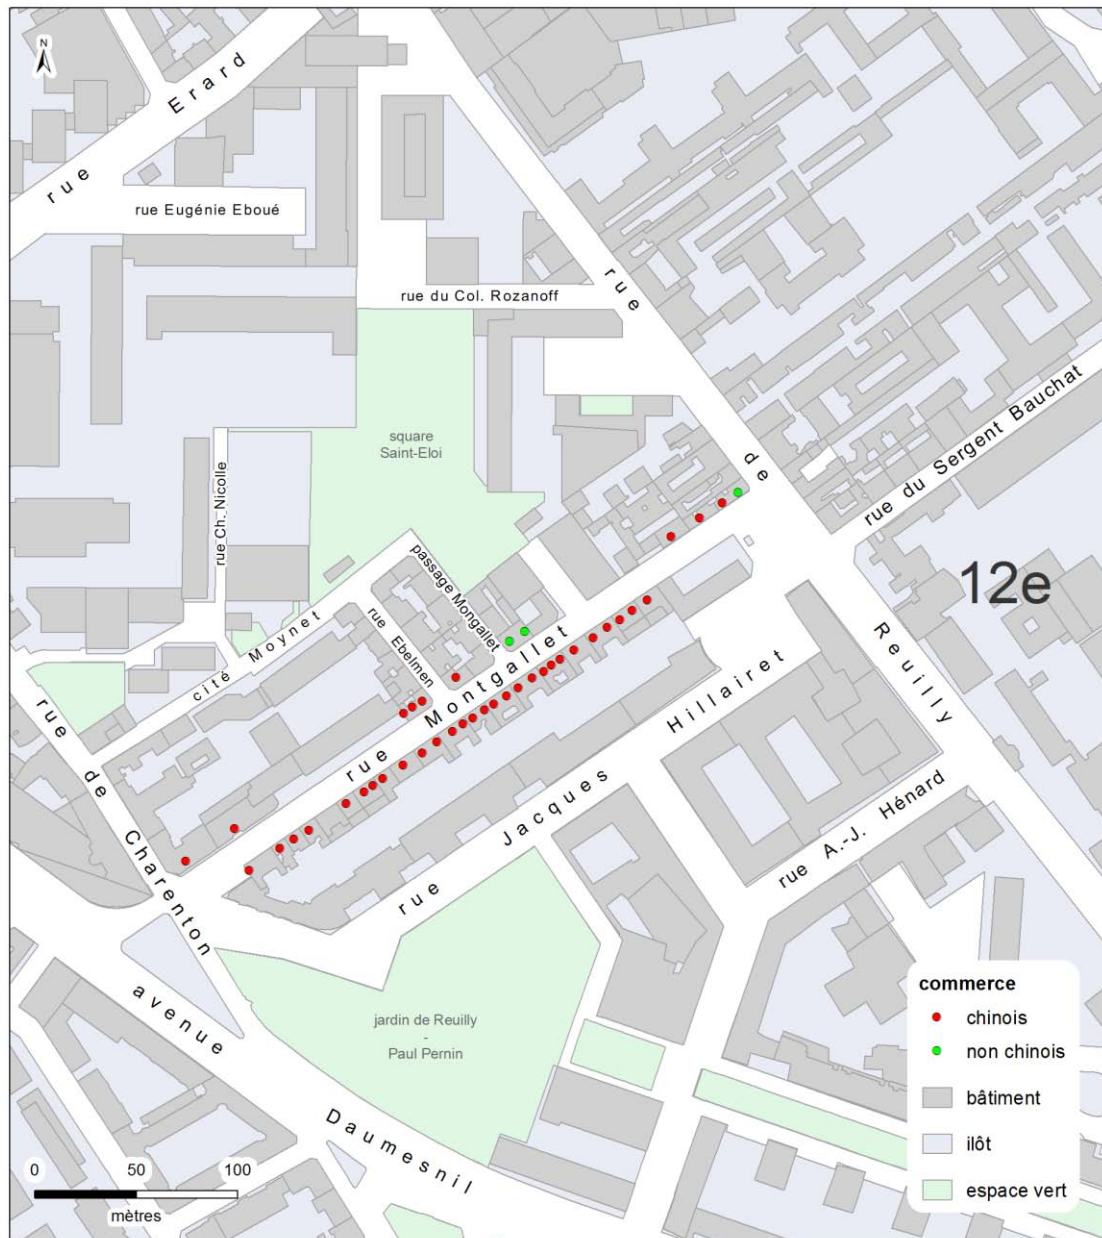 N
rue Erard
rue Eugénie Eboué
rue du Col. Rozanoff
rue de Reuilly
rue du Sergent Bauchat
square
Saint-Eloi
rue Ch. Nicolle
passage Mongallet
12e
cité Moynet
rue Ebelmen
rue Montgallet
rue Jacques Hillairet
rue de Charenton
rue A.-J. Hénard
avenue Daumesnil
jardin de Reuilly
-
Paul Pernin
commerce
chinois
non chinois
bâtiment
ilôt
espace vert
0 50 100
mètres